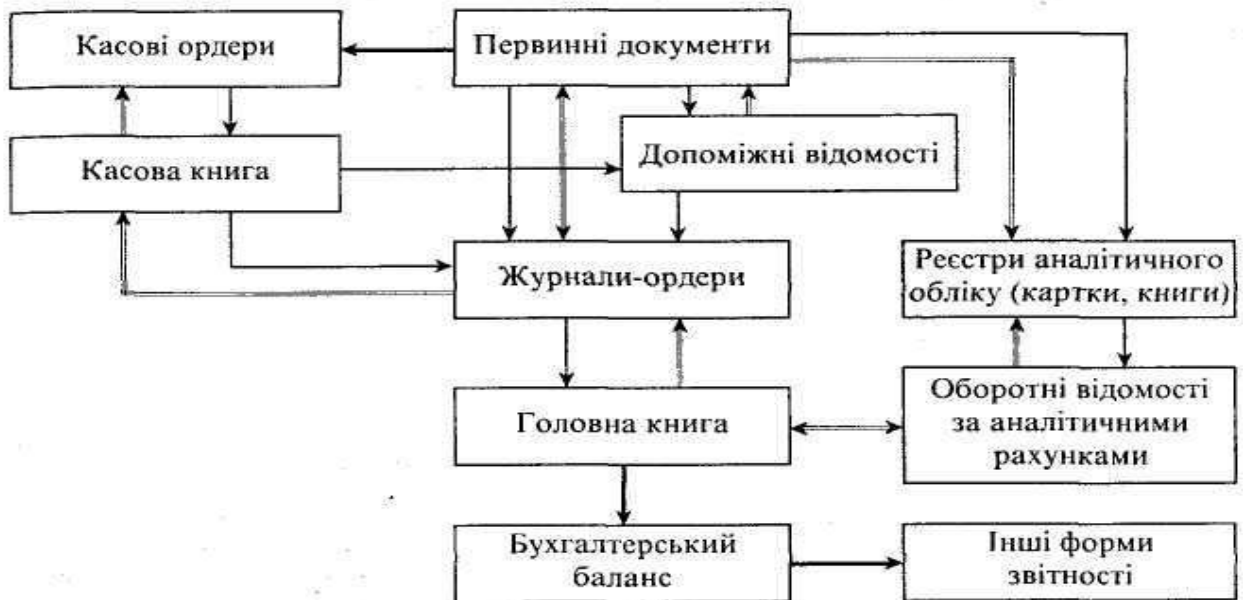 Касові ордери
Первинні документи
Касова книга
Допоміжні відомості
Журнали-ордери
Реєстри аналітичного
обліку (картки, книги)
Головна книга
Оборотні відомості
за аналітичними
рахунками
Бухгалтерський
баланс
Інші форми
звітності